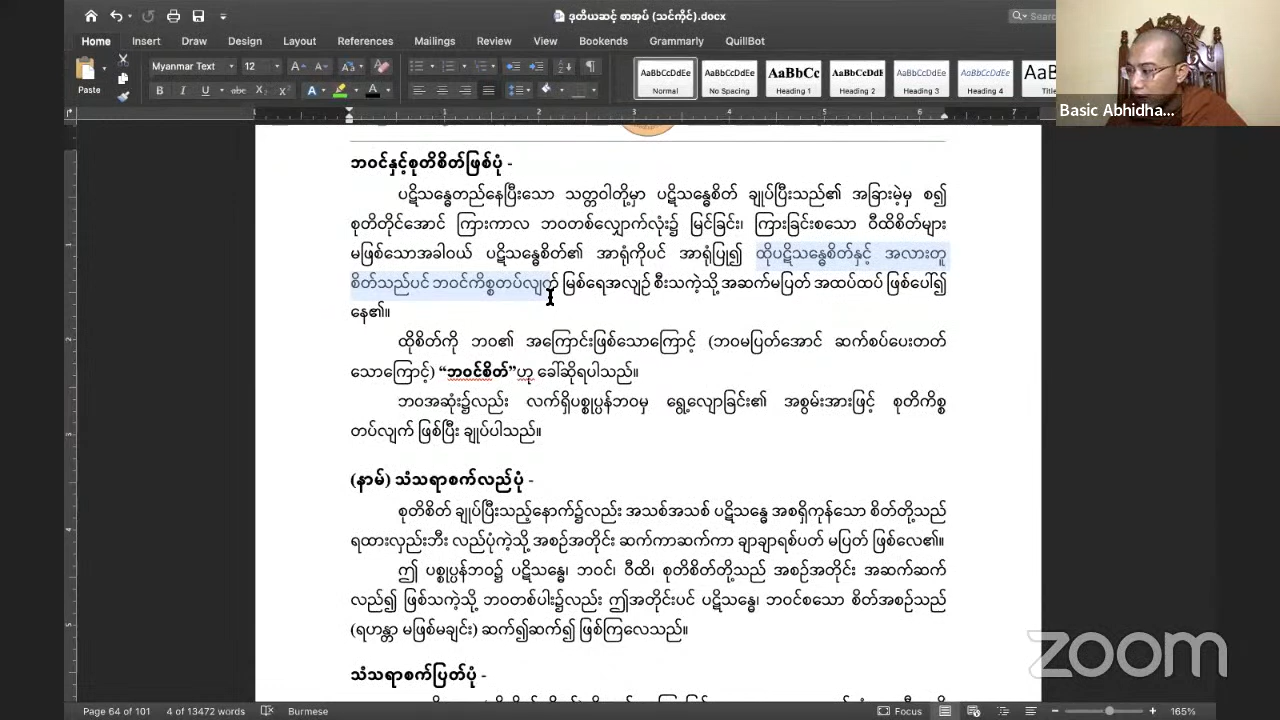 ဒုတိယဆင့် စာအုပ် (သင်ကိုင်).docx
Home Insert Draw Design Layout References Mailings Review View Bookends Grammarly QuillBot
Paste
Myanmar Text 12
AaBbCcDdEe AaBbCcDdEe AaBbCc AaBbCcDdE AaBbCcDdEe AaBbCcDdEe
Normal No Spacing Heading 1 Heading 2 Heading 3 Heading 4 Title
Basic Abhidha...
ဘဝင်နှင့်စုတိစိတ်ဖြစ်ပုံ -
ပဋိသန္ဓေတည်နေပြီးသော သတ္တဝါတို့မှာ ပဋိသန္ဓေစိတ် ချုပ်ပြီးသည်၏ အခြားမဲ့မှ စ၍
စုတိတိုင်အောင် ကြားကာလ ဘဝတစ်လျှောက်လုံး၌ မြင်ခြင်း၊ ကြားခြင်းစသော ဝီထိစိတ်များ
မဖြစ်သောအခါဝယ် ပဋိသန္ဓေစိတ်၏ အာရုံကိုပင် အာရုံပြု၍ ထိုပဋိသန္ဓေစိတ်နှင့် အလားတူ
စိတ်သည်ပင် ဘဝင်ကိစ္စတပ်လျက် မြစ်ရေအလျဉ် စီးသကဲ့သို့ အဆက်မပြတ် အထပ်ထပ် ဖြစ်ပေါ်၍
နေ၏။
ထိုစိတ်ကို ဘဝ၏ အကြောင်းဖြစ်သောကြောင့် (ဘဝမပြတ်အောင် ဆက်စပ်ပေးတတ်
သောကြောင့်) “ဘဝင်စိတ်”ဟု ခေါ်ဆိုရပါသည်။
ဘဝအဆုံး၌လည်း လက်ရှိပစ္စုပ္ပန်ဘဝမှ ရွေ့လျောခြင်း၏ အစွမ်းအားဖြင့် စုတိကိစ္စ
တပ်လျက် ဖြစ်ပြီး ချုပ်ပါသည်။
(နာမ်) သံသရာစက်လည်ပုံ -
စုတိစိတ် ချုပ်ပြီးသည့်နောက်၌လည်း အသစ်အသစ် ပဋိသန္ဓေ အစရှိကုန်သော စိတ်တို့သည်
ရထားလှည်းဘီး လည်ပုံကဲ့သို့ အစဉ်အတိုင်း ဆက်ကာဆက်ကာ ချာချာရစ်ပတ် မပြတ် ဖြစ်လေ၏။
ဤ ပစ္စုပ္ပန်ဘဝ၌ ပဋိသန္ဓေ၊ ဘဝင်၊ ဝီထိ၊ စုတိစိတ်တို့သည် အစဉ်အတိုင်း အဆက်ဆက်
လည်၍ ဖြစ်သကဲ့သို့ ဘဝတစ်ပါး၌လည်း ဤအတိုင်းပင် ပဋိသန္ဓေ၊ ဘဝင်စသော စိတ်အစဉ်သည်
(ရဟန္တာ မဖြစ်မချင်း) ဆက်၍ဆက်၍ ဖြစ်ကြလေသည်။
သံသရာစက်ပြတ်ပုံ -
zoom
Page 64 of 101 4 of 13472 words Burmese Focus 165%